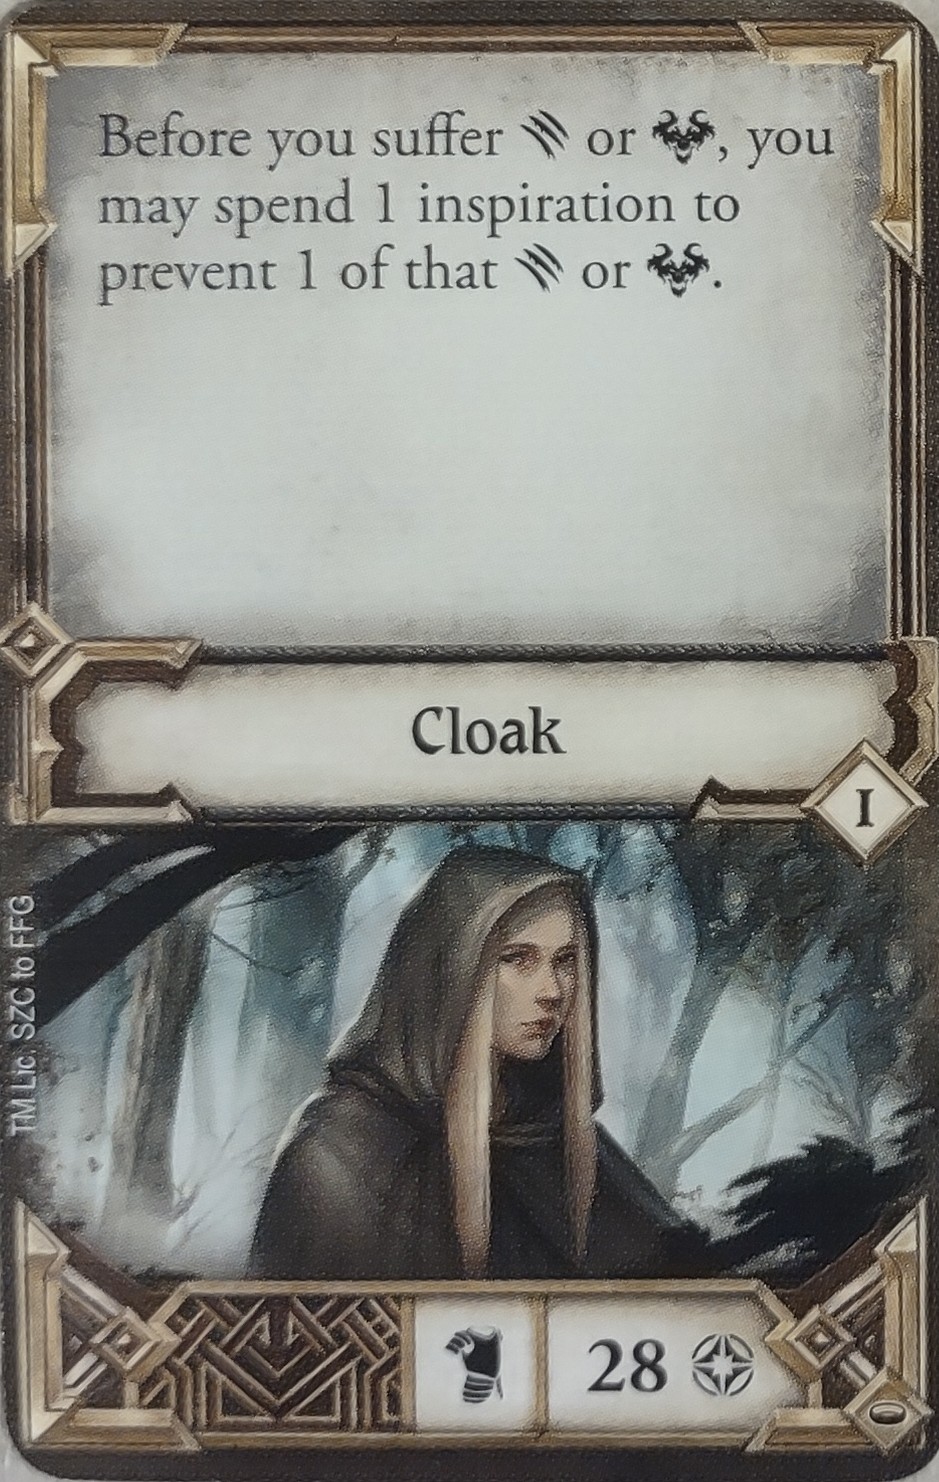 Before you suffer or , you
may spend 1 inspiration to
prevent 1 of that or .
Cloak
I
TM Lic. SZC to FFG
28